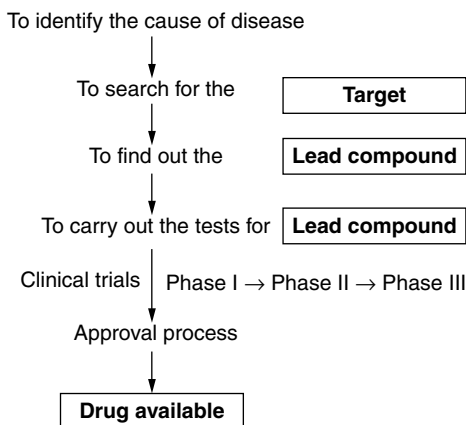 To identify the cause of disease
To search for the Target
To find out the Lead compound
To carry out the tests for Lead compound
Clinical trials Phase I → Phase II → Phase III
Approval process
Drug available